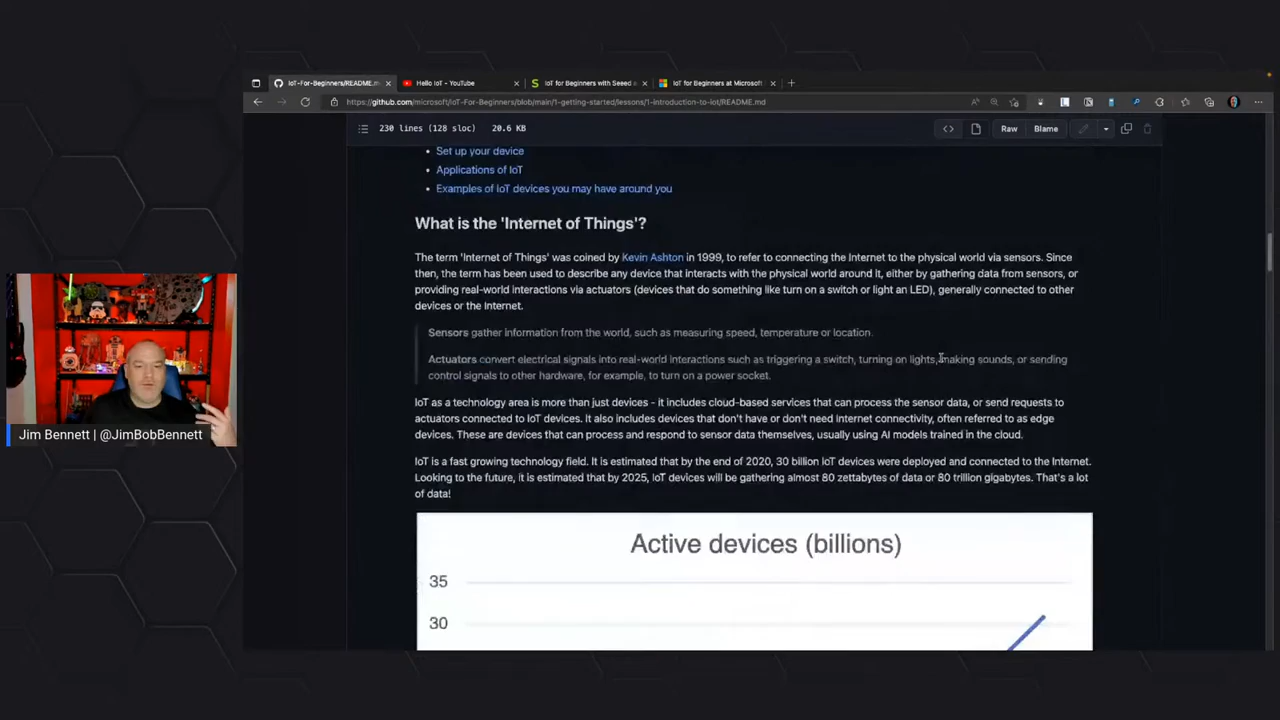 IoT-For-Beginners/README.m
Hello IoT - YouTube
IoT for Beginners with Seeed
IoT for Beginners at Microsoft
https://github.com/microsoft/IoT-For-Beginners/blob/main/1-getting-started/lessons/1-introduction-to-iot/README.md
230 lines (128 sloc) 20.6 KB
Raw
Blame
Set up your device
Applications of IoT
Examples of IoT devices you may have around you
What is the 'Internet of Things'?
The term 'Internet of Things' was coined by Kevin Ashton in 1999, to refer to connecting the Internet to the physical world via sensors. Since
then, the term has been used to describe any device that interacts with the physical world around it, either by gathering data from sensors, or
providing real-world interactions via actuators (devices that do something like turn on a switch or light an LED), generally connected to other
devices or the Internet.
Sensors gather information from the world, such as measuring speed, temperature or location.
Actuators convert electrical signals into real-world interactions such as triggering a switch, turning on lights, making sounds, or sending
control signals to other hardware, for example, to turn on a power socket.
IoT as a technology area is more than just devices - it includes cloud-based services that can process the sensor data, or send requests to
actuators connected to IoT devices. It also includes devices that don't have or don't need Internet connectivity, often referred to as edge
devices. These are devices that can process and respond to sensor data themselves, usually using AI models trained in the cloud.
IoT is a fast growing technology field. It is estimated that by the end of 2020, 30 billion IoT devices were deployed and connected to the Internet.
Looking to the future, it is estimated that by 2025, IoT devices will be gathering almost 80 zettabytes of data or 80 trillion gigabytes. That's a lot
of data!
Active devices (billions)
35
30
Jim Bennett | @JimBobBennett